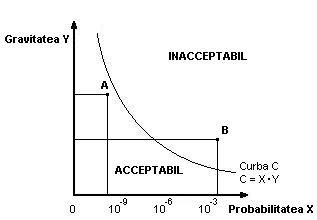 Gravitatea Y
INACCEPTABIL
A
B
Curba C
C = X · Y
ACCEPTABIL
0 10⁻⁹ 10⁻⁶ 10⁻³ Probabilitatea X